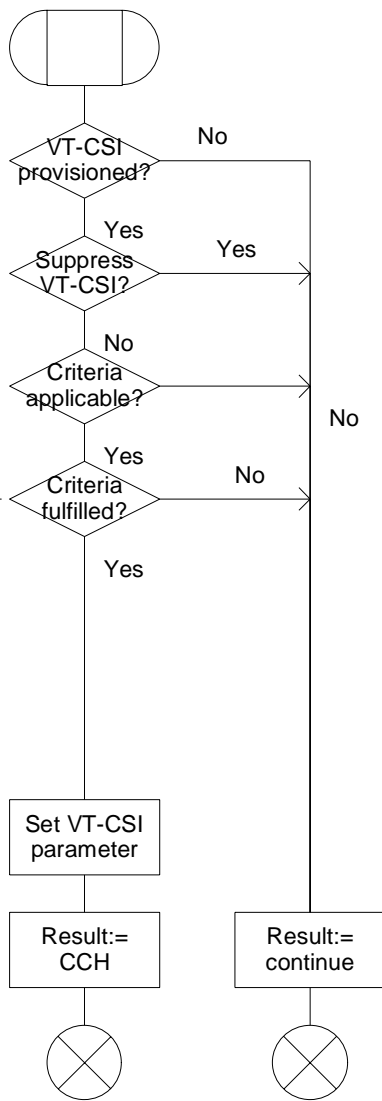 No
VT-CSI
provisioned?
Yes
Yes
Suppress
VT-CSI?
No
Criteria
applicable?
No
Yes
No
Criteria
fulfilled?
Yes
Set VT-CSI
parameter
Result:=
CCH
Result:=
continue